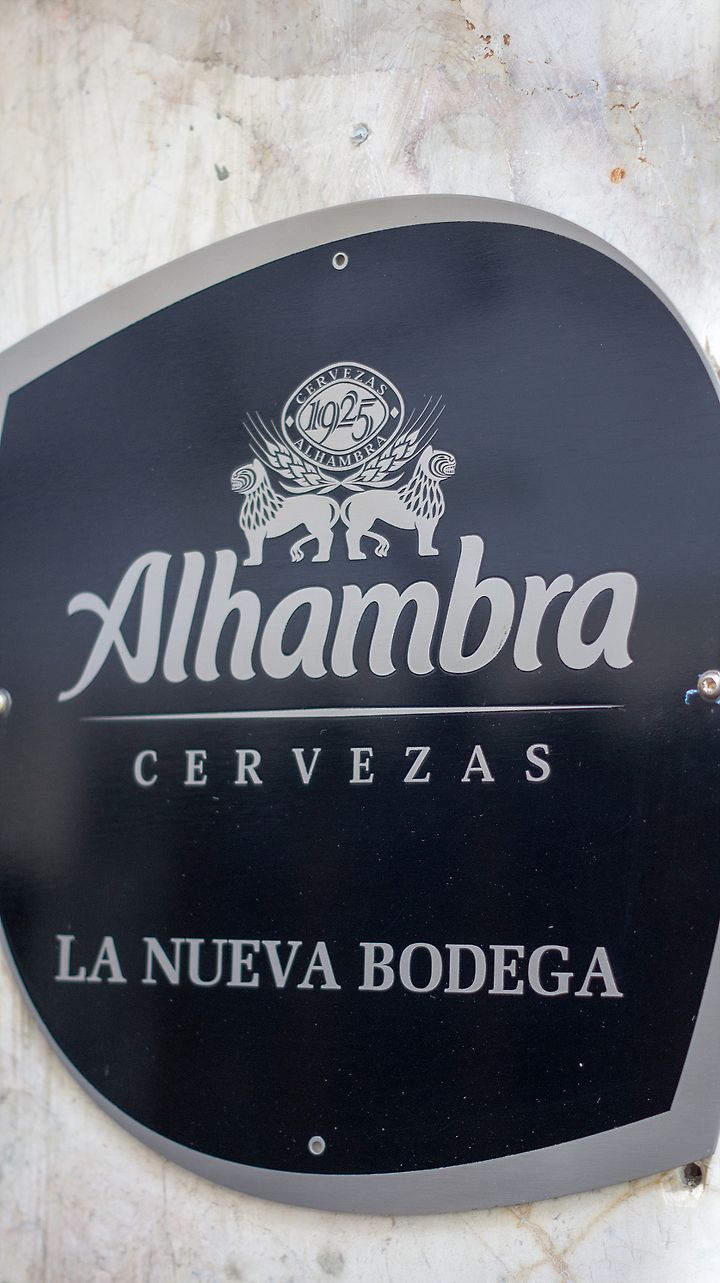 CERVEZAS
1925
ALHAMBRA
Alhambra
CERVEZAS
LA NUEVA BODEGA